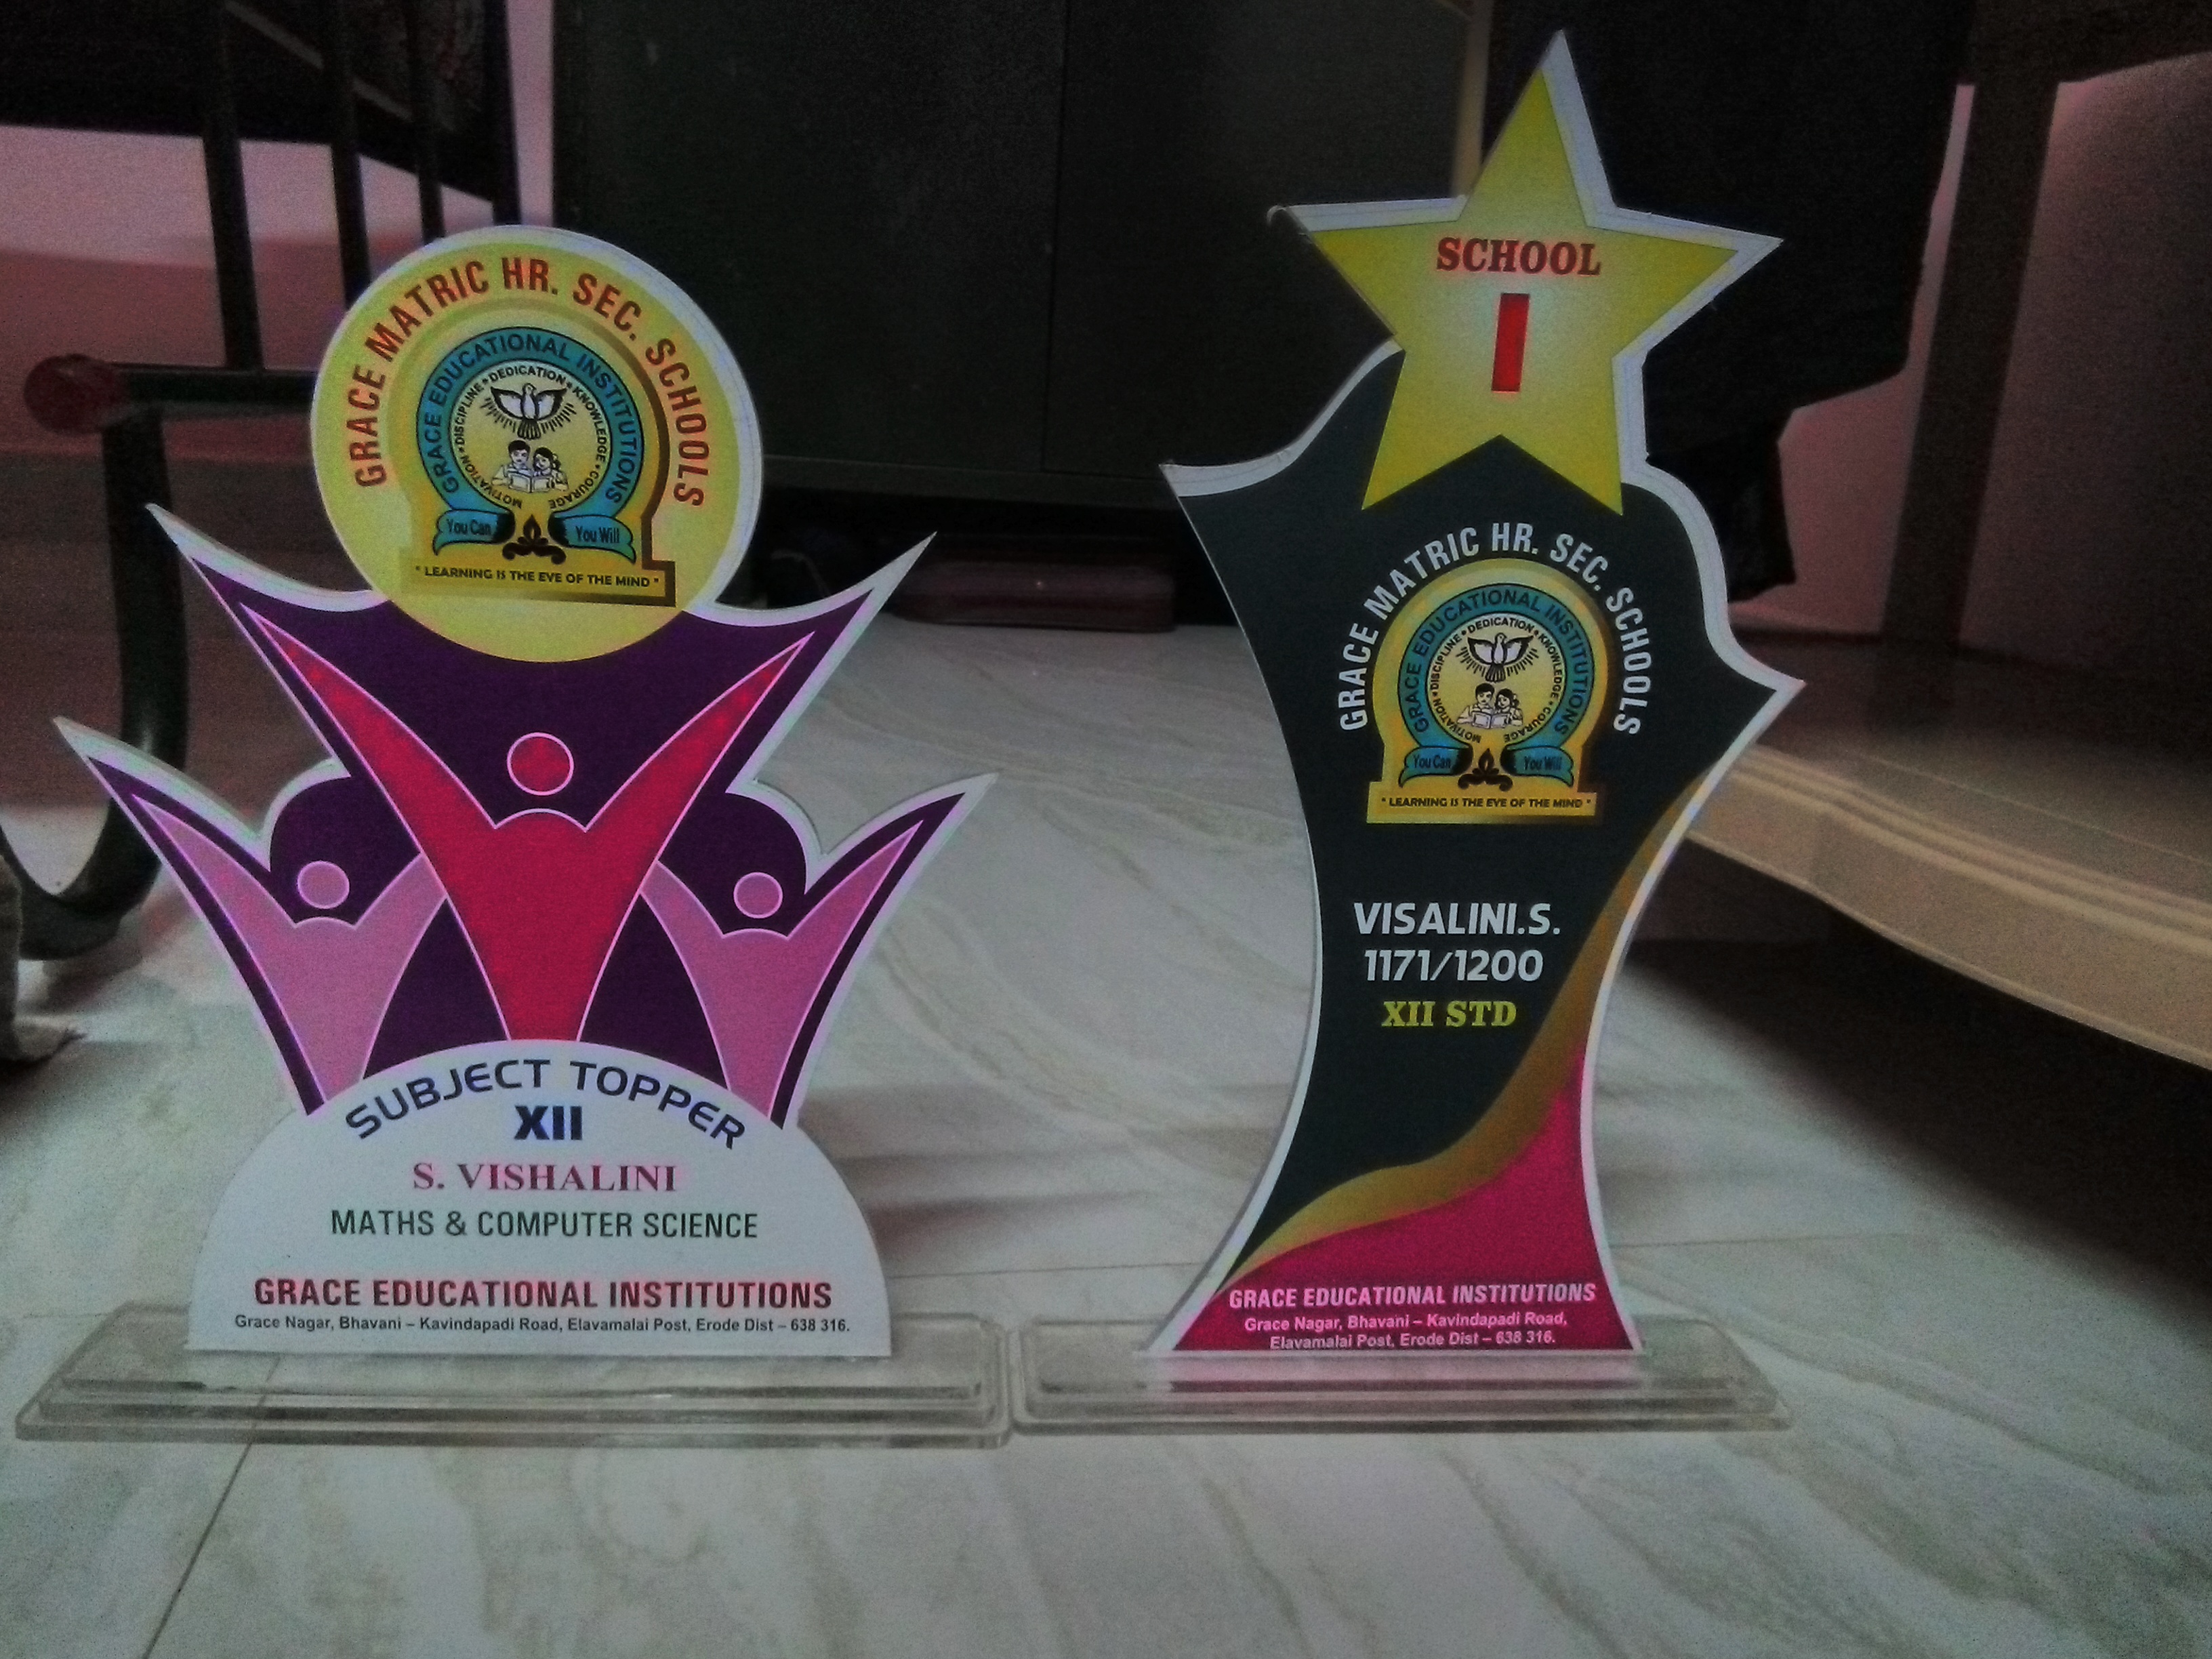 GRACE MATRIC HR. SEC. SCHOOLS
GRACE EDUCATIONAL INSTITUTIONS
MOTIVATION • DISCIPLINE • DEDICATION • KNOWLEDGE • COURAGE
You Can You Will
" LEARNING IS THE EYE OF THE MIND "
SUBJECT TOPPER
XII
S. VISHALINI
MATHS & COMPUTER SCIENCE
GRACE EDUCATIONAL INSTITUTIONS
Grace Nagar, Bhavani – Kavindapadi Road, Elavamalai Post, Erode Dist – 638 316.
SCHOOL
I
GRACE MATRIC HR. SEC. SCHOOLS
GRACE EDUCATIONAL INSTITUTIONS
MOTIVATION • DISCIPLINE • DEDICATION • KNOWLEDGE • COURAGE
You Can You Will
" LEARNING IS THE EYE OF THE MIND "
VISALINI.S.
1171/1200
XII STD
GRACE EDUCATIONAL INSTITUTIONS
Grace Nagar, Bhavani – Kavindapadi Road,
Elavamalai Post, Erode Dist – 638 316.